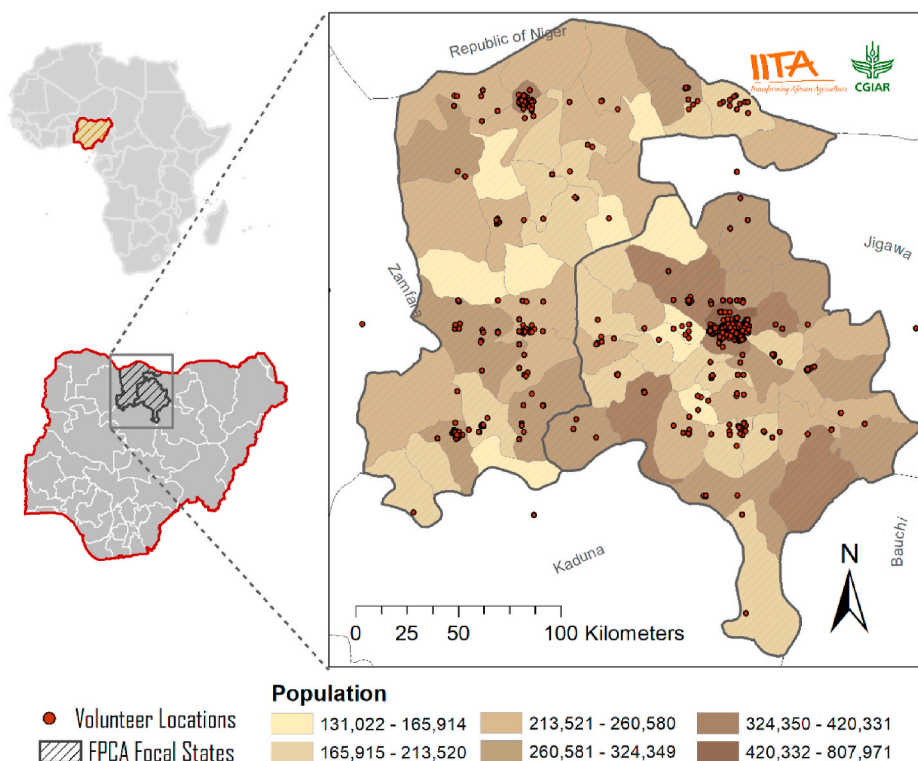 Republic of Niger
IITA
Transforming African Agriculture
CGIAR
Jigawa
Zamfara
Kaduna
Bauchi
N
0 25 50 100 Kilometers
Population
Volunteer Locations
FPCA Focal States
131,022 - 165,914
165,915 - 213,520
213,521 - 260,580
260,581 - 324,349
324,350 - 420,331
420,332 - 807,971